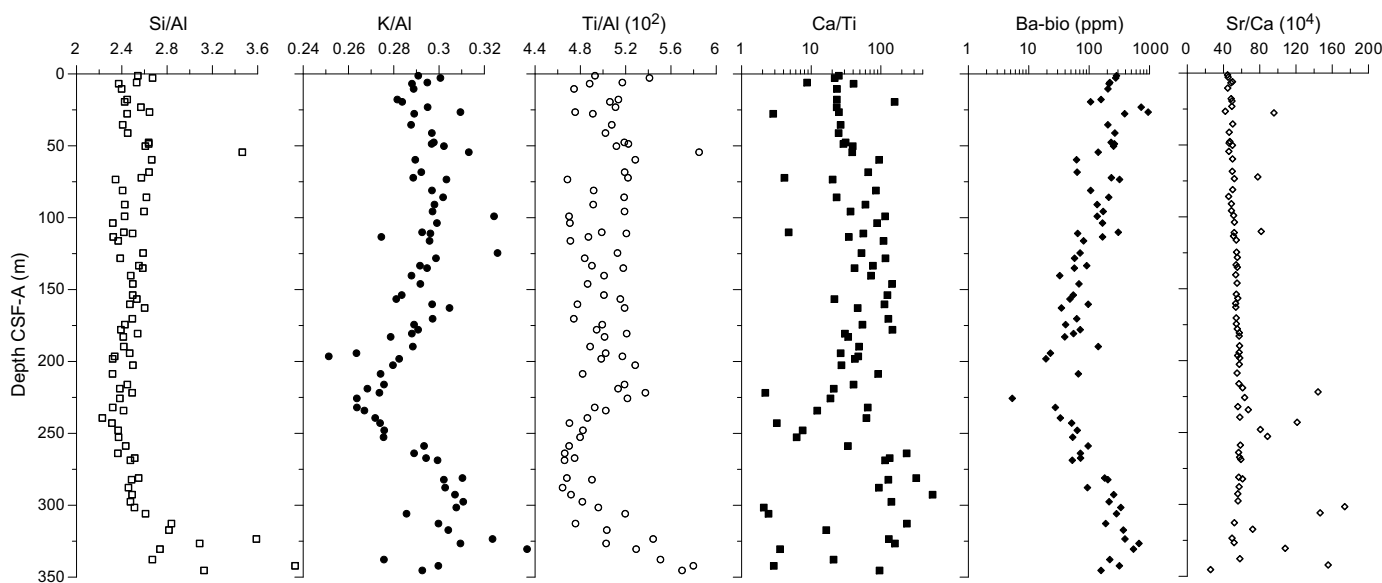 Si/Al K/Al Ti/Al (10²) Ca/Ti Ba-bio (ppm) Sr/Ca (10⁴)
2 2.4 2.8 3.2 3.6 0.24 0.26 0.28 0.3 0.32 4.4 4.8 5.2 5.6 6 1 10 100 1 10 100 1000 0 40 80 120 160 200
0
50
100
150
200
250
300
350
Depth CSF-A (m)